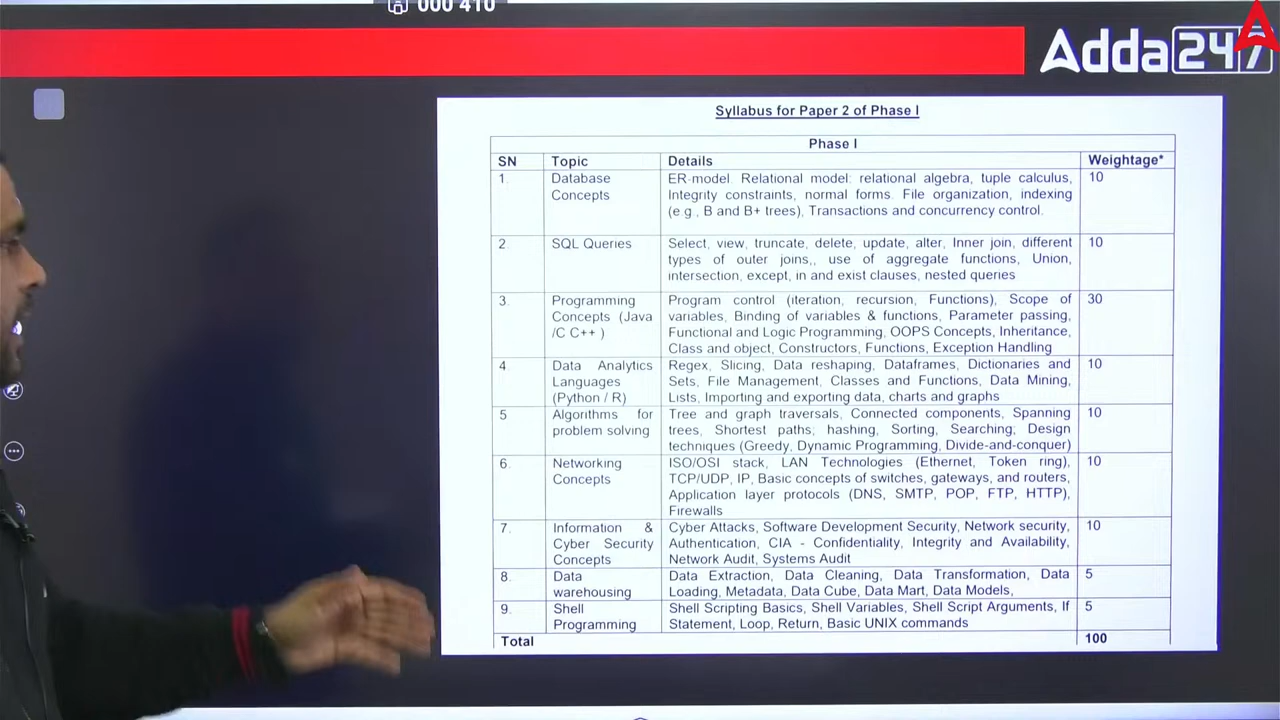 000 410
Adda 247
Syllabus for Paper 2 of Phase I
Phase I
SN Topic Details Weightage*
1. Database Concepts ER-model. Relational model: relational algebra, tuple calculus, 10
Integrity constraints, normal forms. File organization, indexing
(e.g., B and B+ trees), Transactions and concurrency control.
2. SQL Queries Select, view, truncate, delete, update, alter, Inner join, different 10
types of outer joins,, use of aggregate functions, Union,
intersection, except, in and exist clauses, nested queries
3. Programming Program control (iteration, recursion, Functions), Scope of 30
Concepts (Java variables, Binding of variables & functions, Parameter passing,
/C C++ ) Functional and Logic Programming, OOPS Concepts, Inheritance,
Class and object, Constructors, Functions, Exception Handling
4. Data Analytics Regex, Slicing, Data reshaping, Dataframes, Dictionaries and 10
Languages Sets, File Management, Classes and Functions, Data Mining,
(Python / R) Lists, Importing and exporting data, charts and graphs
5 Algorithms for Tree and graph traversals, Connected components, Spanning 10
problem solving trees, Shortest paths; hashing, Sorting, Searching; Design
techniques (Greedy, Dynamic Programming, Divide-and-conquer)
6. Networking ISO/OSI stack, LAN Technologies (Ethernet, Token ring), 10
Concepts TCP/UDP, IP, Basic concepts of switches, gateways, and routers,
Application layer protocols (DNS, SMTP, POP, FTP, HTTP),
Firewalls
7. Information & Cyber Attacks, Software Development Security, Network security, 10
Cyber Security Authentication, CIA - Confidentiality, Integrity and Availability,
Concepts Network Audit, Systems Audit
8. Data Data Extraction, Data Cleaning, Data Transformation, Data 5
warehousing Loading, Metadata, Data Cube, Data Mart, Data Models,
9. Shell Shell Scripting Basics, Shell Variables, Shell Script Arguments, If 5
Programming Statement, Loop, Return, Basic UNIX commands
Total 100